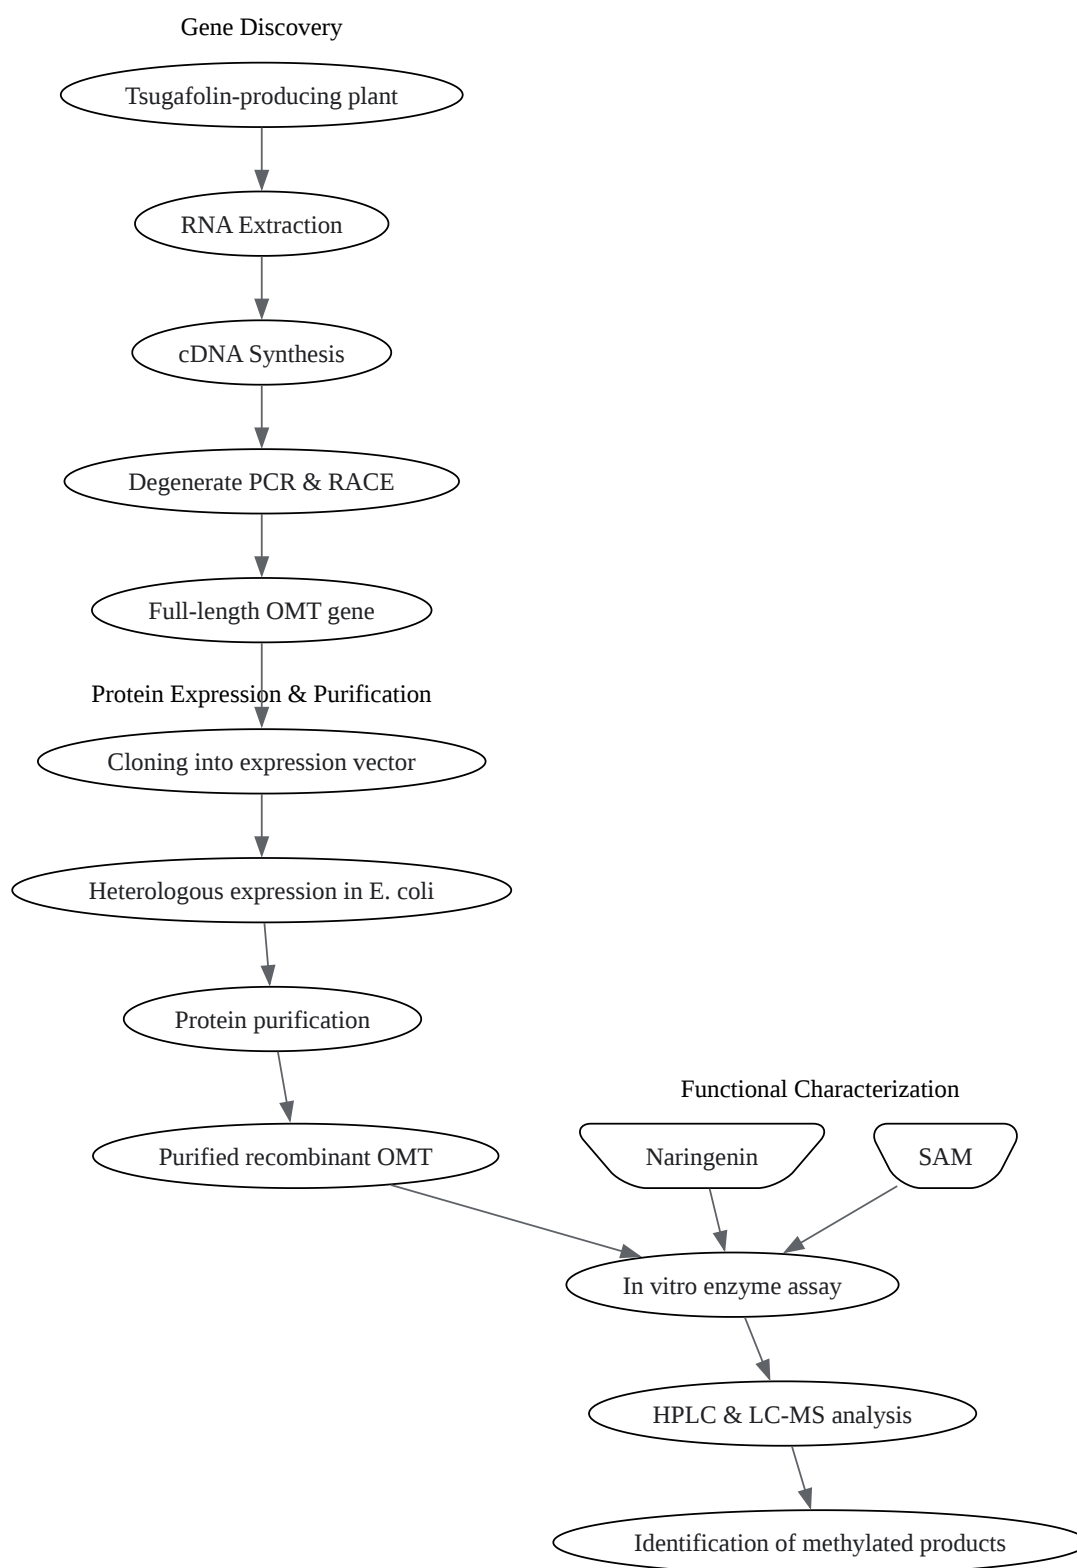 Gene Discovery
Tsugafolin-producing plant
RNA Extraction
cDNA Synthesis
Degenerate PCR & RACE
Full-length OMT gene
Protein Expression & Purification
Cloning into expression vector
Heterologous expression in E. coli
Protein purification
Purified recombinant OMT
Functional Characterization
Naringenin
SAM
In vitro enzyme assay
HPLC & LC-MS analysis
Identification of methylated products